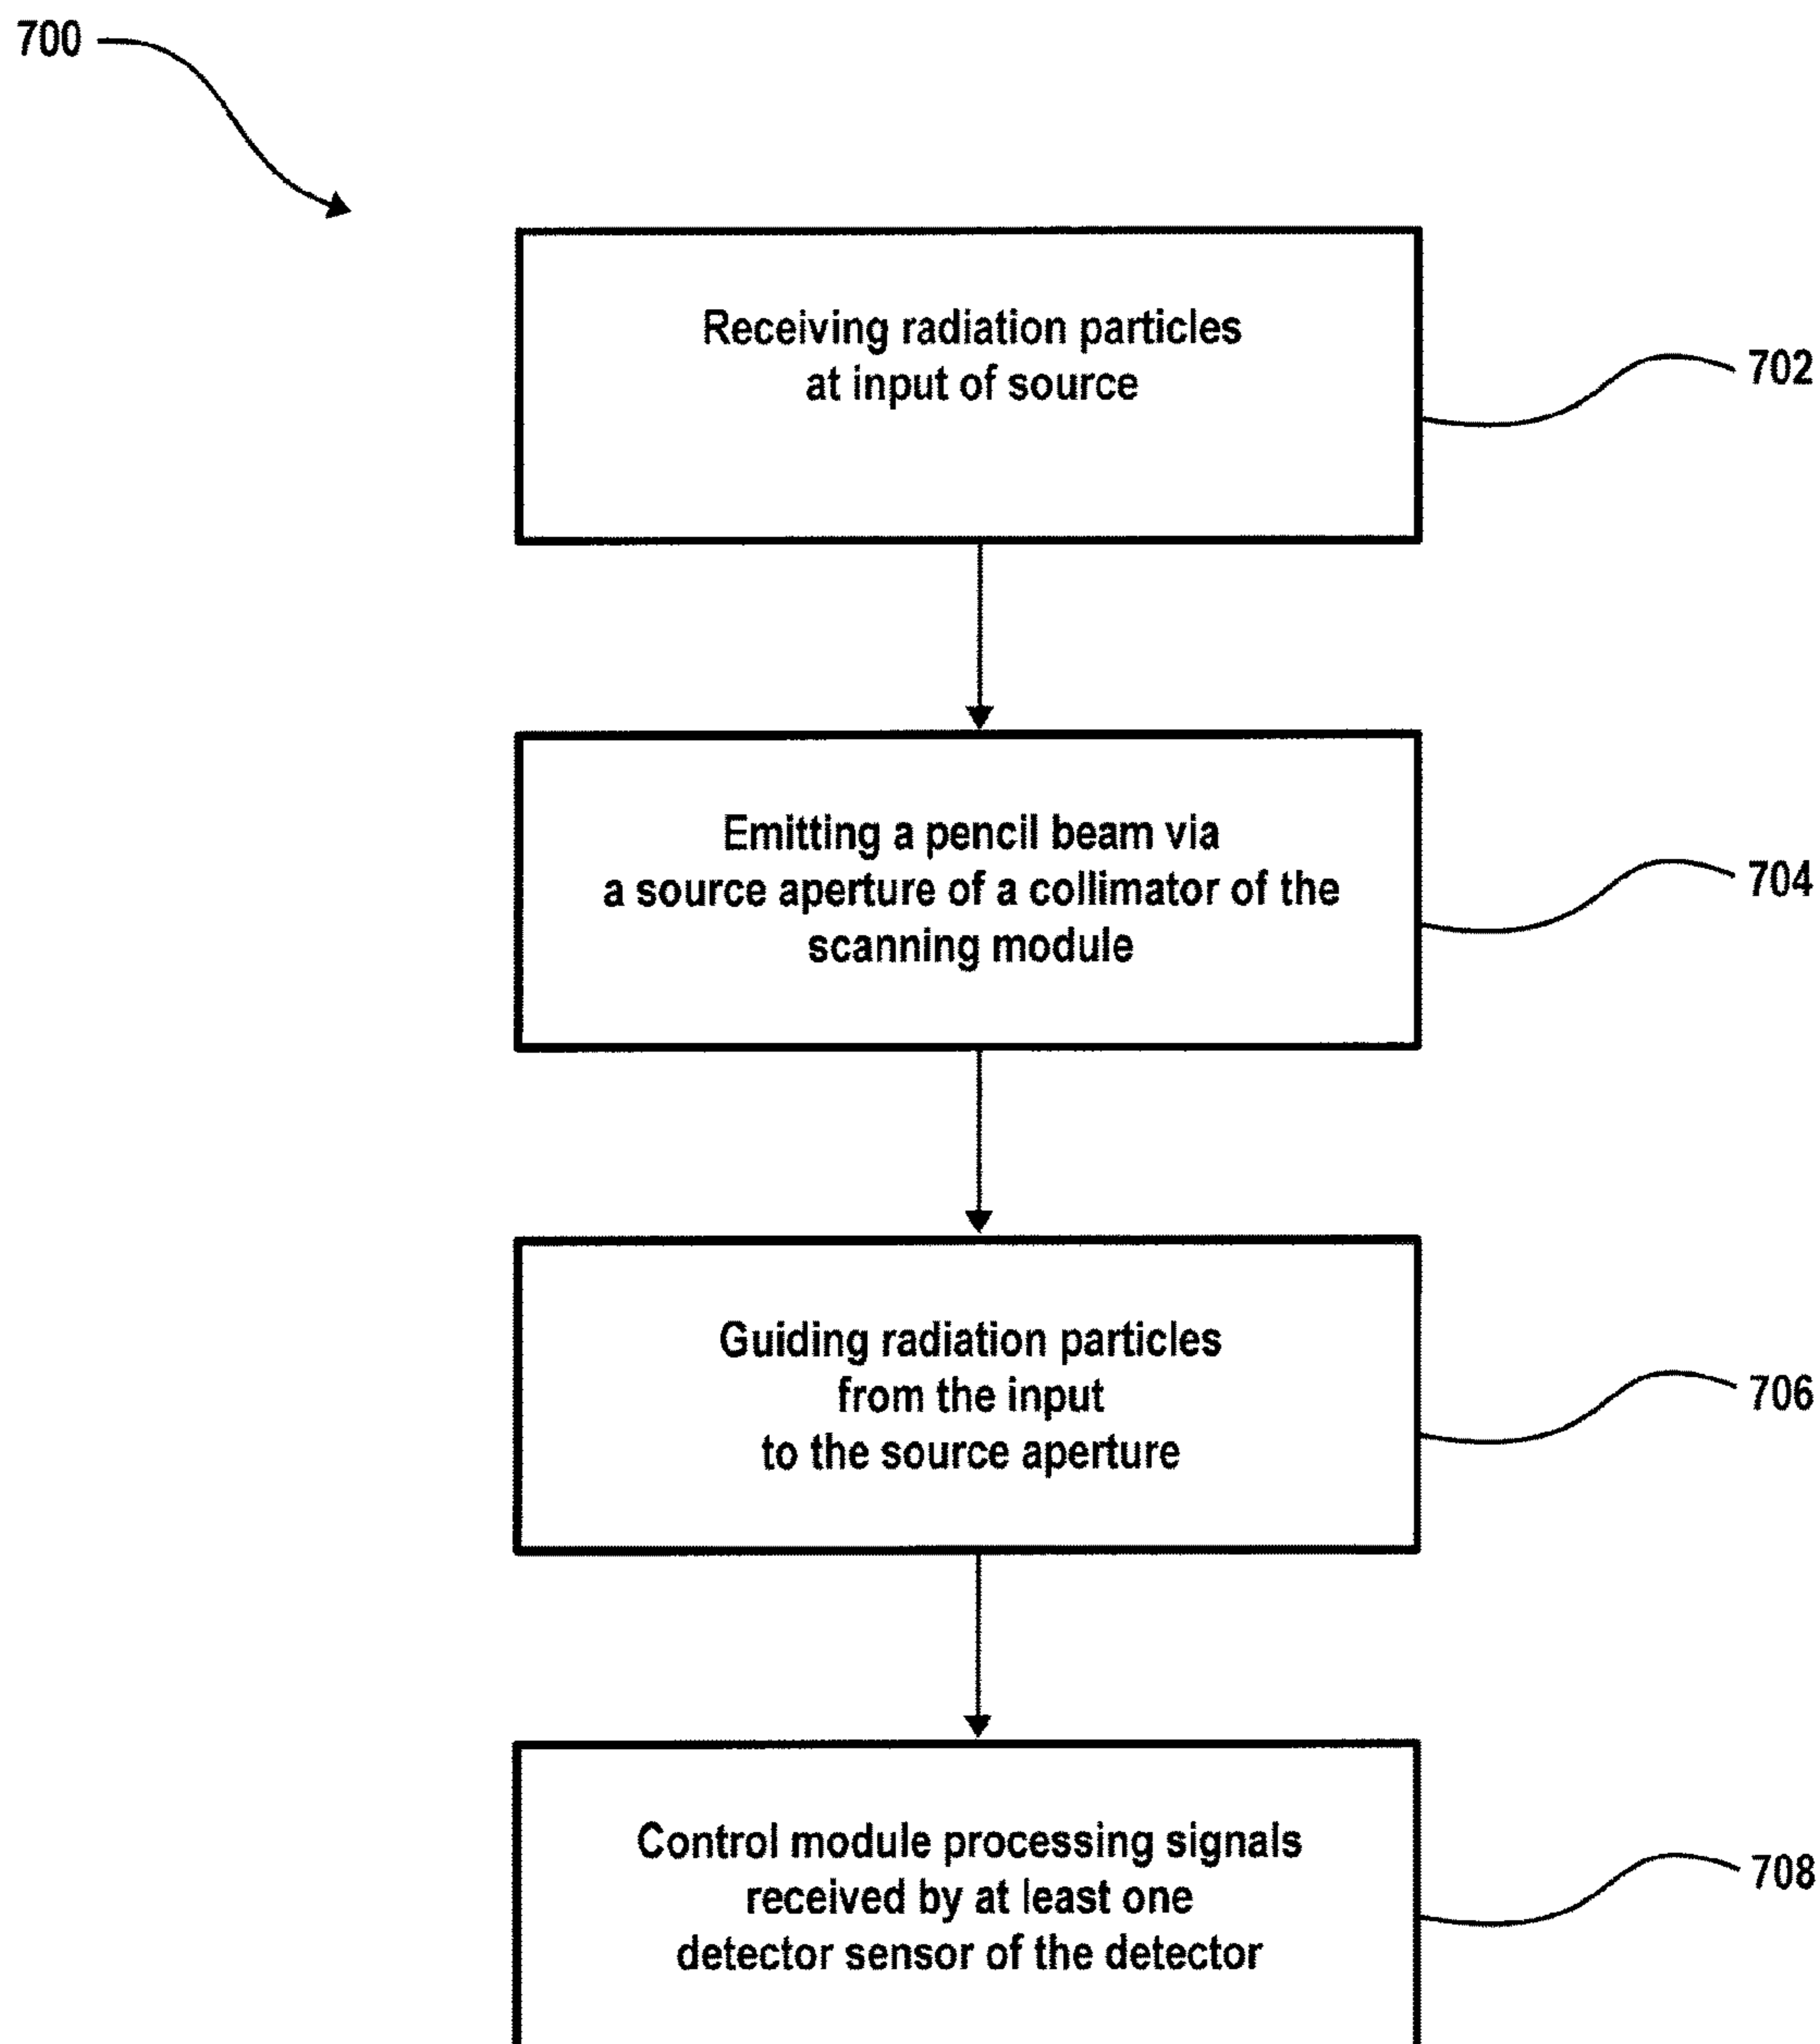 700
Receiving radiation particles
at input of source
702
Emitting a pencil beam via
a source aperture of a collimator of the
scanning module
704
Guiding radiation particles
from the input
to the source aperture
706
Control module processing signals
received by at least one
detector sensor of the detector
708